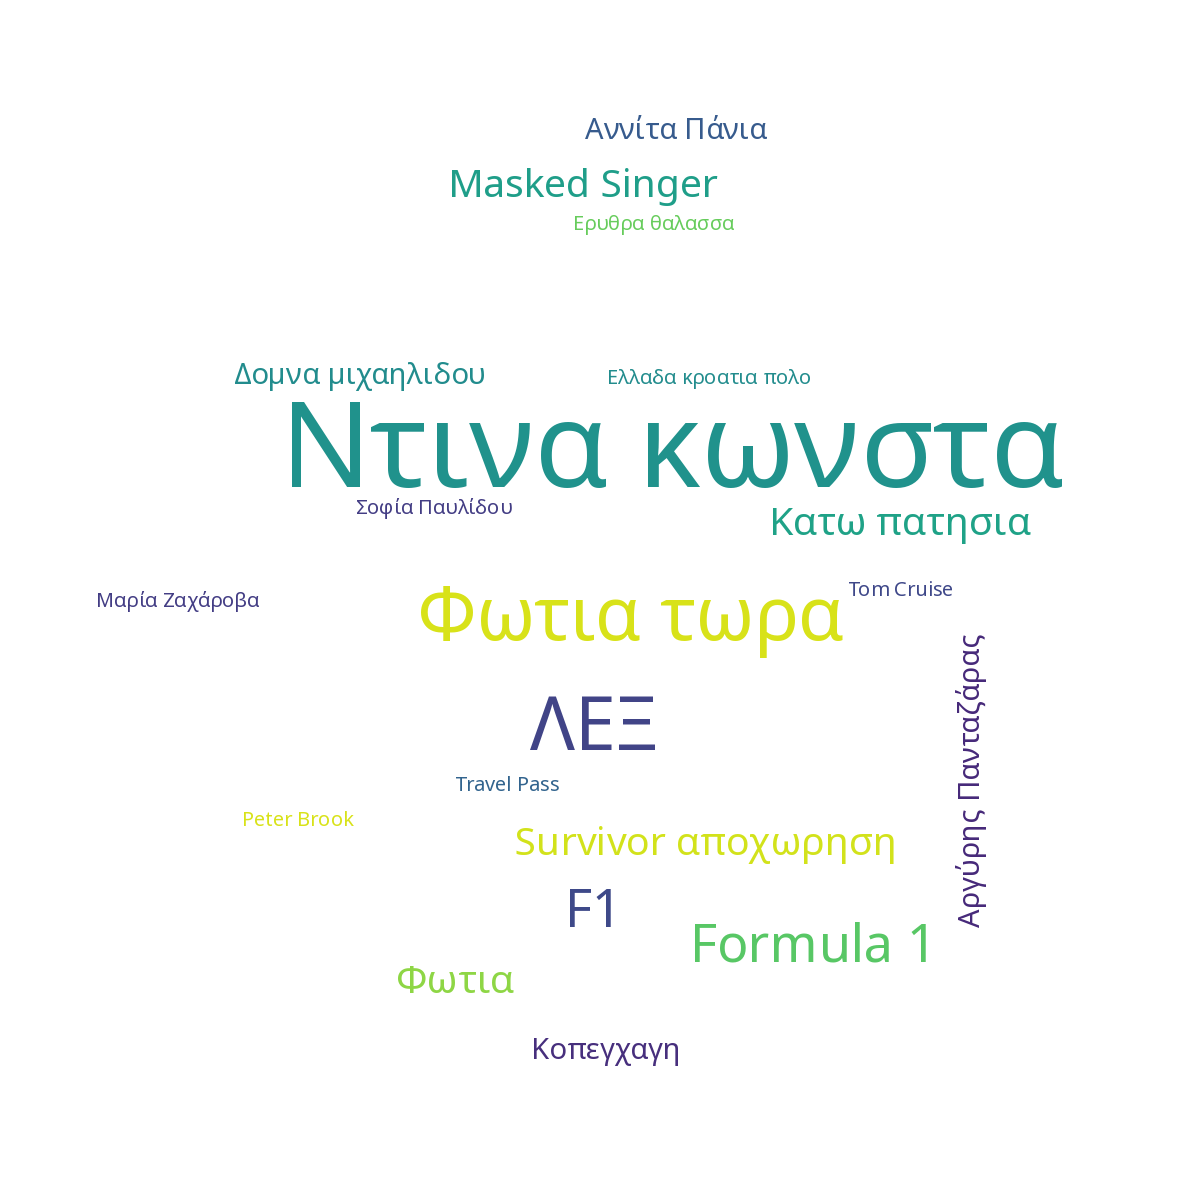 Αννίτα Πάνια
Masked Singer
Ερυθρα θαλασσα
Δομνα μιχαηλιδου
Ελλαδα κροατια πολο
Ντινα κωνστα
Σοφία Παυλίδου
Κατω πατησια
Tom Cruise
Μαρία Ζαχάροβα
Φωτια τωρα
Αργύρης Πανταζάρας
ΛΕΞ
Travel Pass
Peter Brook
Survivor αποχωρηση
F1
Formula 1
Φωτια
Κοπεγχαγη